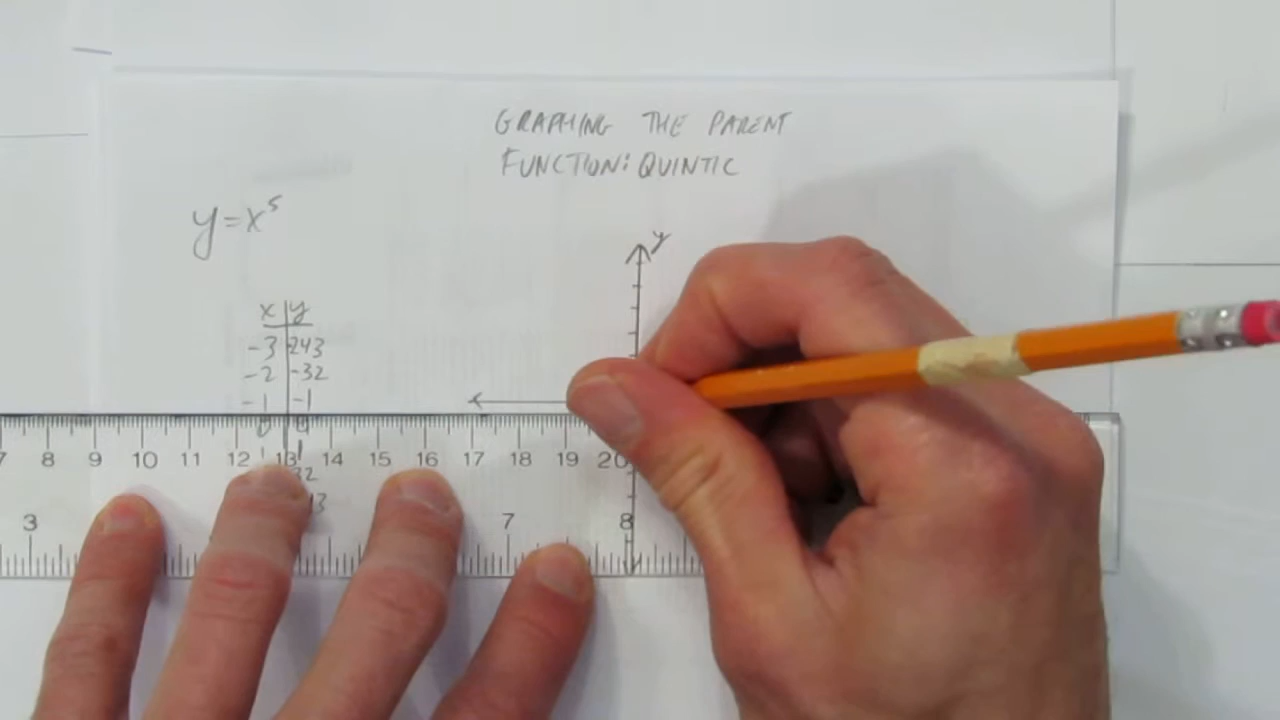 GRAPHING THE PARENT
FUNCTION: QUINTIC
y=x⁵
y
x y
-3 -243
-2 -32
-1 -1
7 8 9 10 11 12 13 14 15 16 17 18 19 20
3 7 8